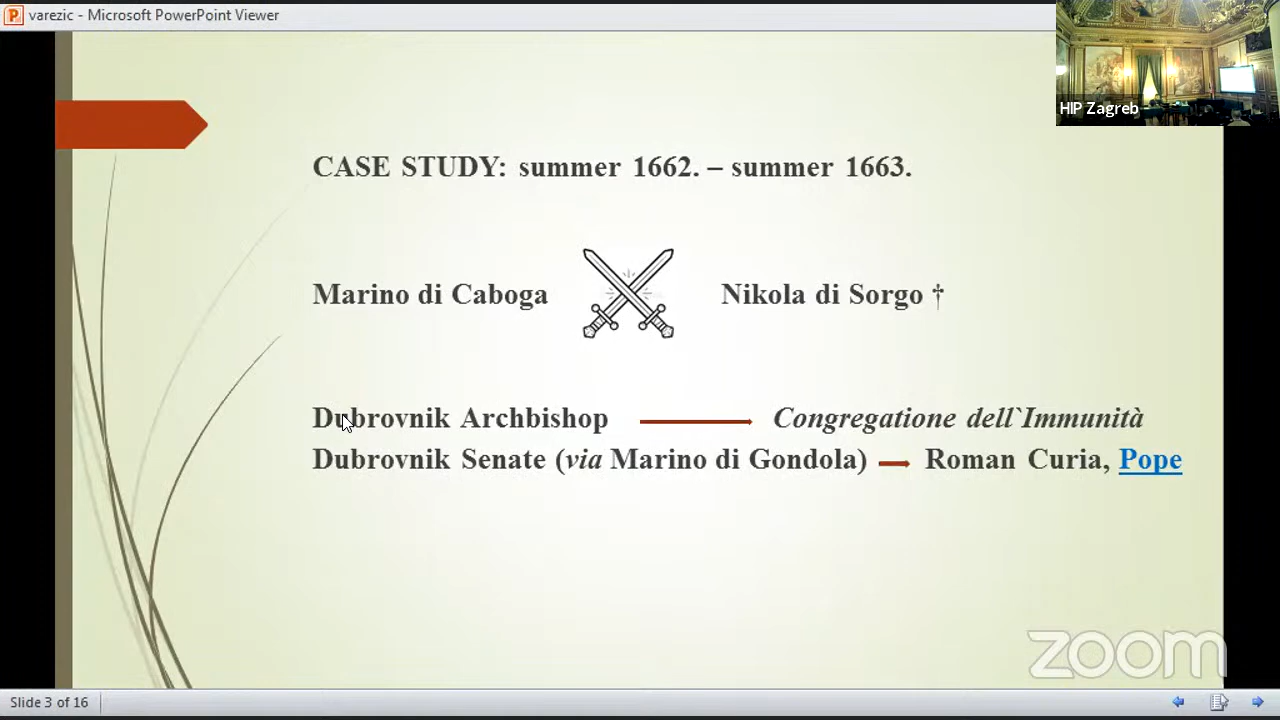 varezic - Microsoft PowerPoint Viewer
HIP Zagreb
CASE STUDY: summer 1662. – summer 1663.
Marino di Caboga Nikola di Sorgo †
Dubrovnik Archbishop Congregatione dell`Immunità
Dubrovnik Senate (via Marino di Gondola) Roman Curia, Pope
zoom
Slide 3 of 16